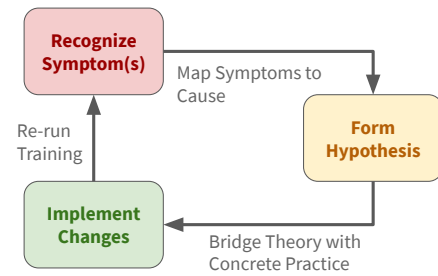 Recognize
Symptom(s)
Map Symptoms to
Cause
Form
Hypothesis
Bridge Theory with
Concrete Practice
Implement
Changes
Re-run
Training